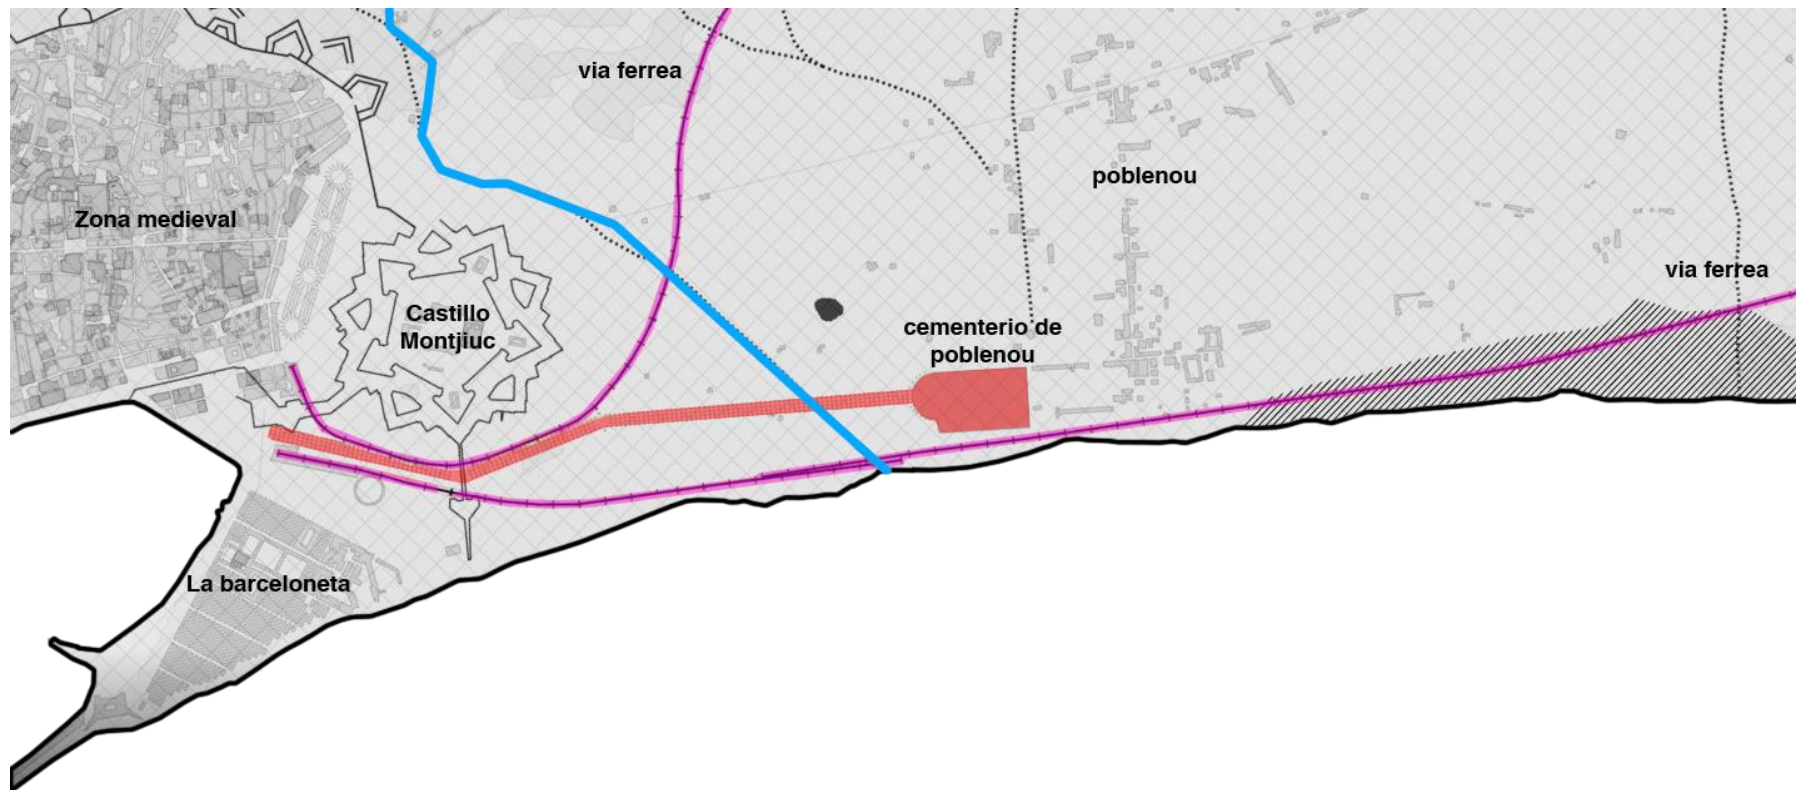 via ferrea
poblenou
Zona medieval
via ferrea
Castillo
Montjiuc
cementerio de
poblenou
La barceloneta